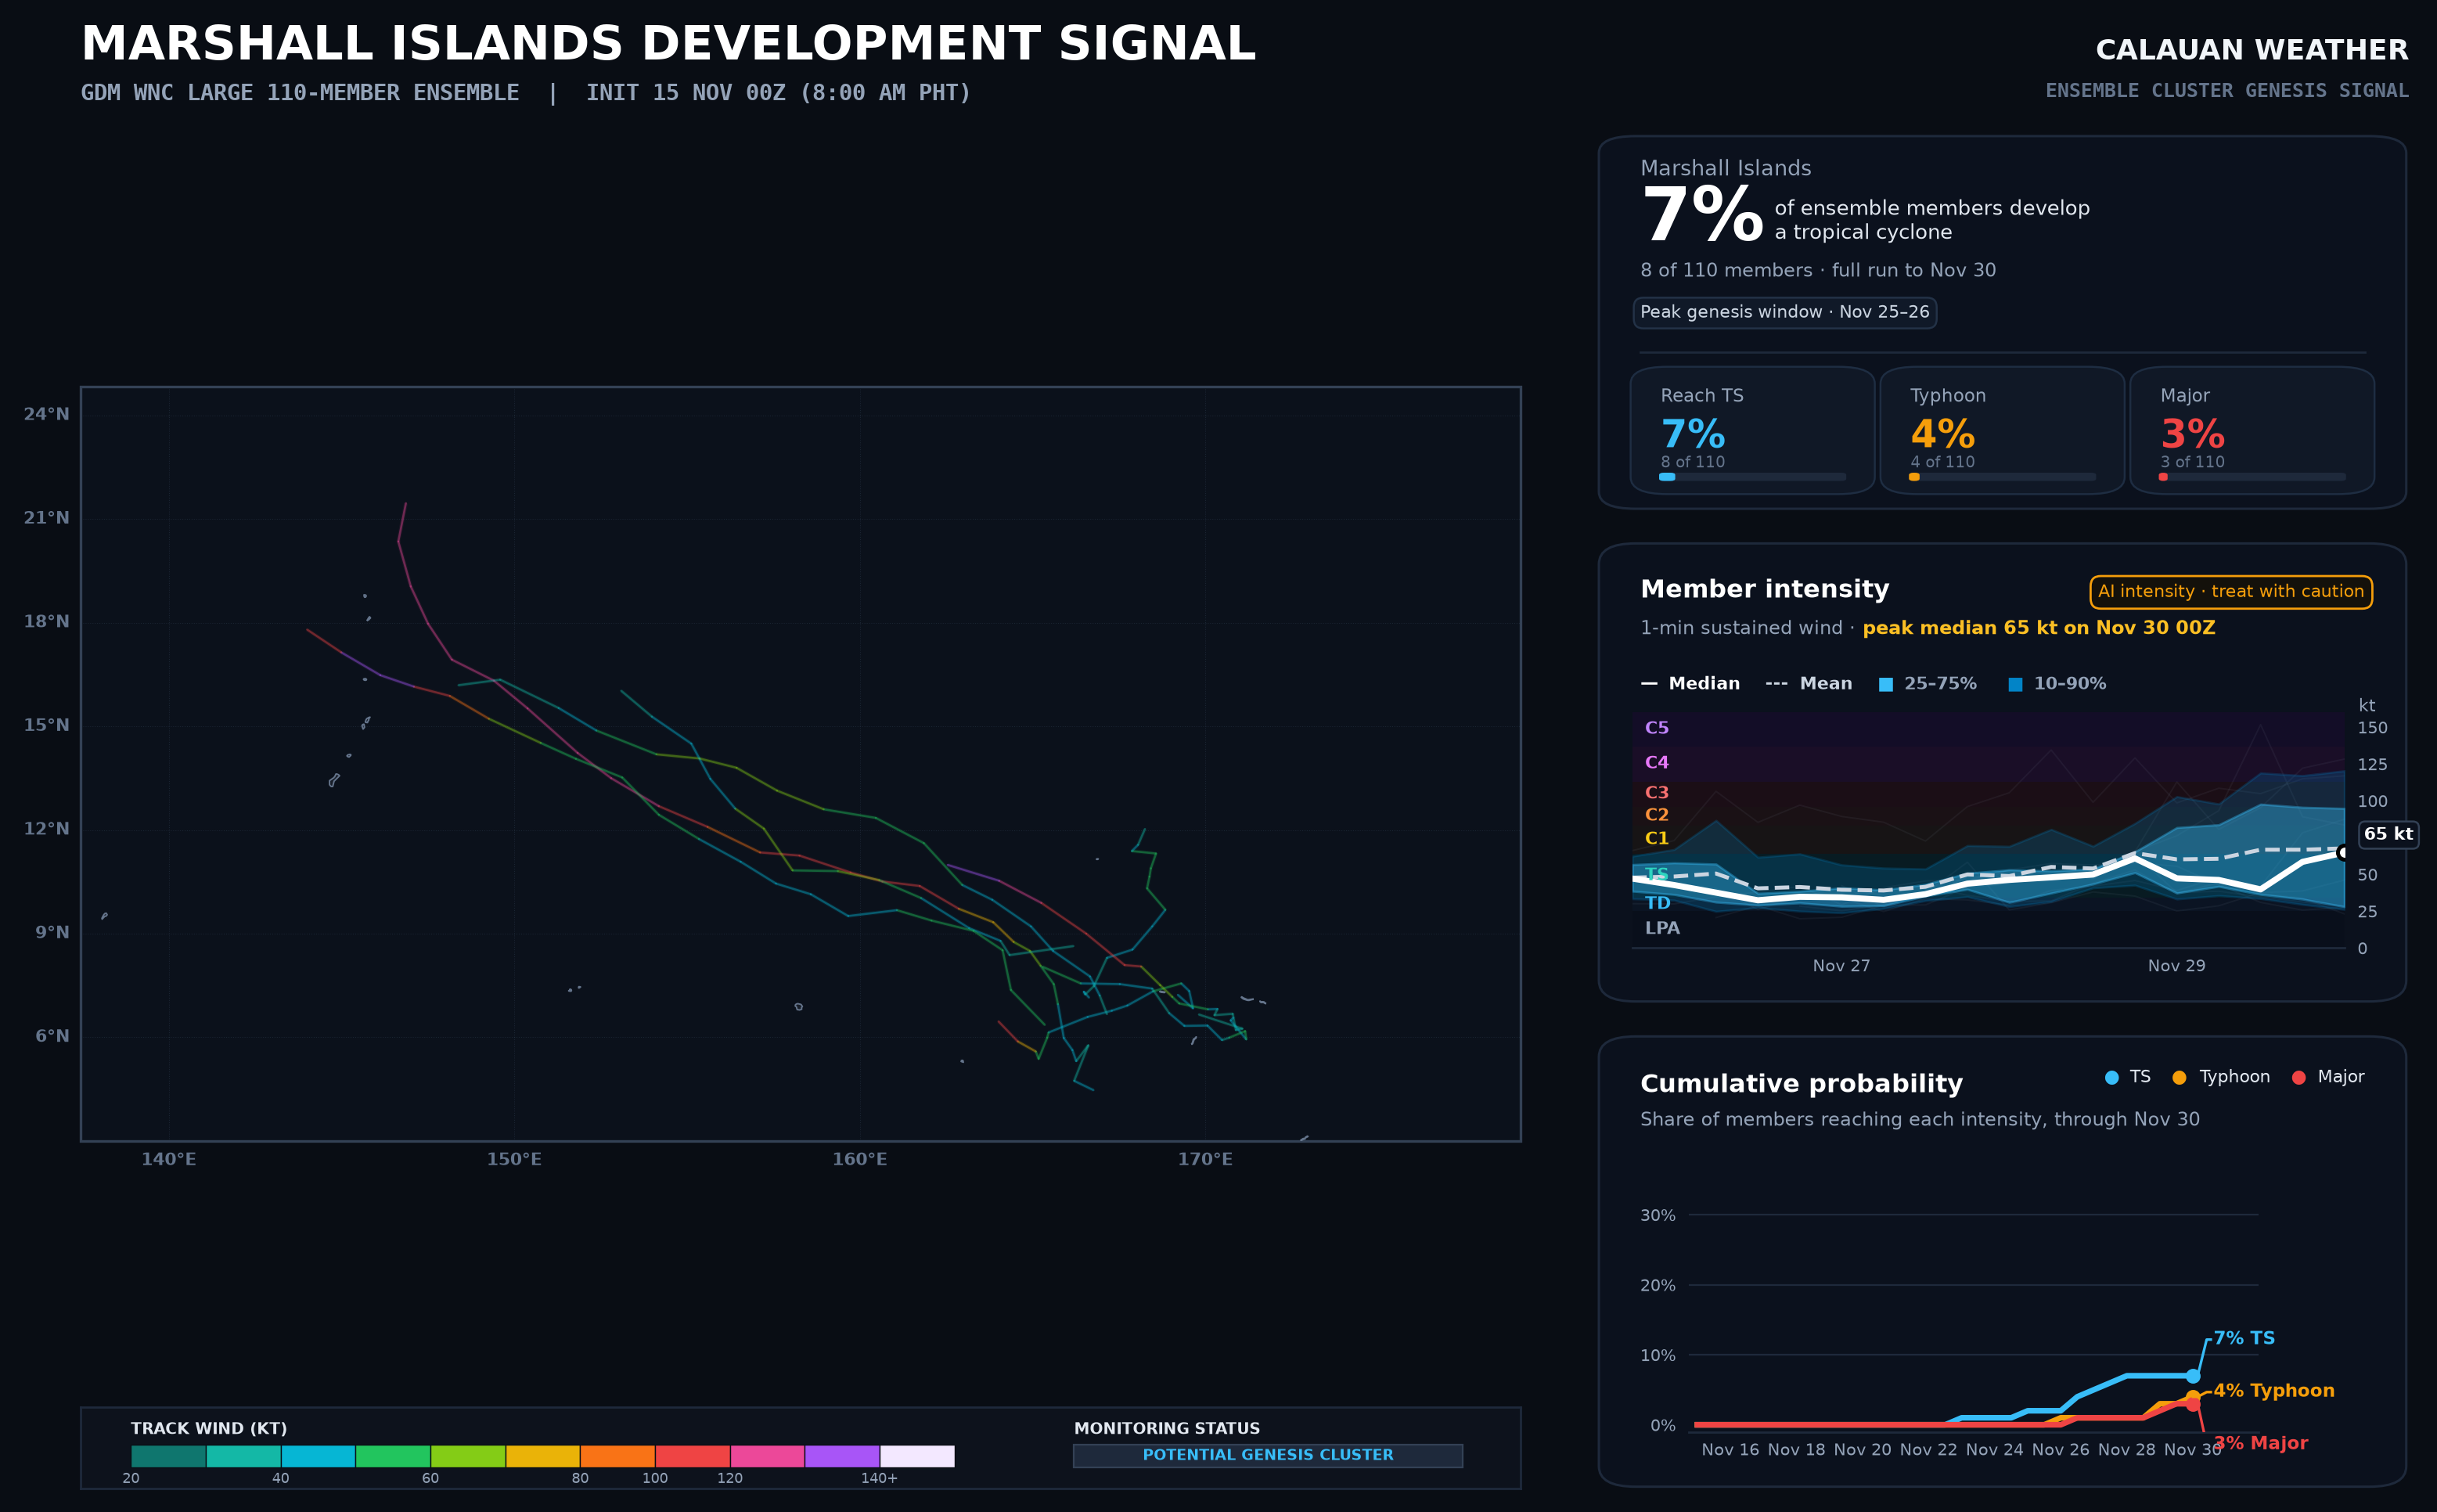 MARSHALL ISLANDS DEVELOPMENT SIGNAL
GDM WNC LARGE 110-MEMBER ENSEMBLE | INIT 15 NOV 00Z (8:00 AM PHT)
CALAUAN WEATHER
ENSEMBLE CLUSTER GENESIS SIGNAL
24°N
21°N
18°N
15°N
12°N
9°N
6°N
140°E 150°E 160°E 170°E
TRACK WIND (KT)
20 40 60 80 100 120 140+
MONITORING STATUS
POTENTIAL GENESIS CLUSTER
Marshall Islands
7% of ensemble members develop
a tropical cyclone
8 of 110 members · full run to Nov 30
Peak genesis window · Nov 25–26
Reach TS
7%
8 of 110
Typhoon
4%
4 of 110
Major
3%
3 of 110
Member intensity
AI intensity · treat with caution
1-min sustained wind · peak median 65 kt on Nov 30 00Z
Median Mean 25–75% 10–90%
kt
C5
C4
C3
C2
C1
TS
TD
LPA
150
125
100
65 kt
50
25
0
Nov 27 Nov 29
Cumulative probability
TS Typhoon Major
Share of members reaching each intensity, through Nov 30
30%
20%
10%
0%
7% TS
4% Typhoon
3% Major
Nov 16 Nov 18 Nov 20 Nov 22 Nov 24 Nov 26 Nov 28 Nov 30